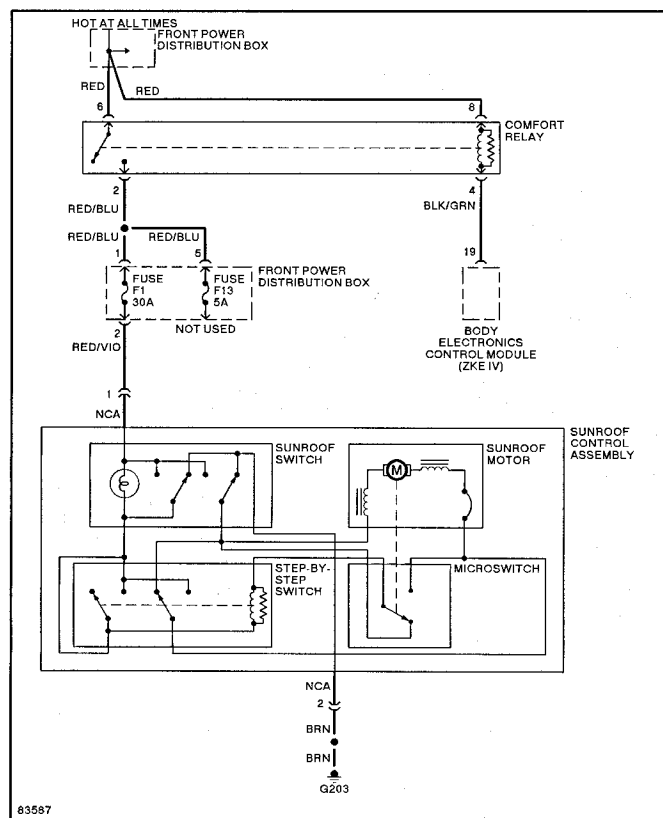 HOT AT ALL TIMES
FRONT POWER
DISTRIBUTION BOX
RED
RED
6
8
COMFORT
RELAY
2
4
RED/BLU
BLK/GRN
RED/BLU
RED/BLU
1
5
19
FUSE
F1
30A
FUSE
F13
5A
FRONT POWER
DISTRIBUTION BOX
NOT USED
2
RED/VIO
BODY
ELECTRONICS
CONTROL MODULE
(ZKE IV)
1
NCA
SUNROOF
CONTROL
ASSEMBLY
SUNROOF
SWITCH
SUNROOF
MOTOR
M
STEP-BY-
STEP
SWITCH
MICROSWITCH
NCA
2
BRN
BRN
G203
83587